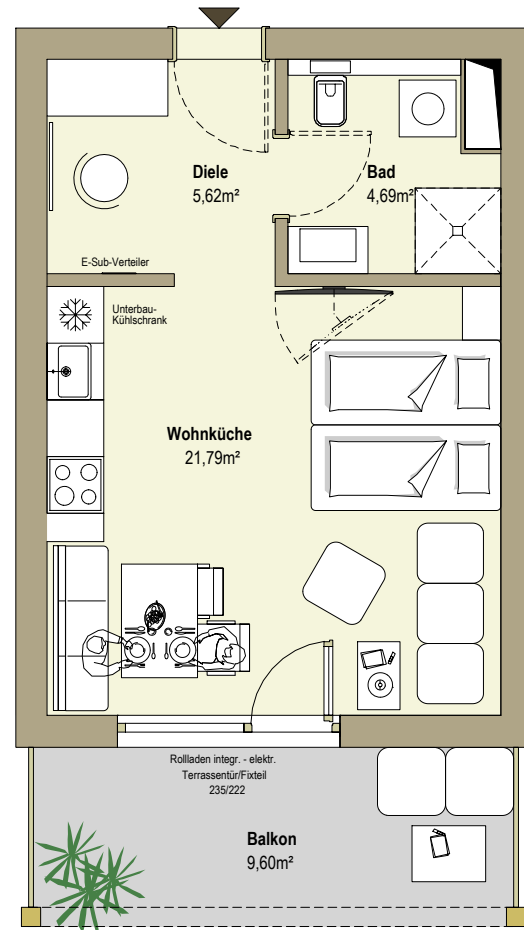 Diele
5,62m²
Bad
4,69m²
E-Sub-Verteiler
Unterbau-
Kühlschrank
Wohnküche
21,79m²
Rollladen integr. - elektr.
Terrassentür/Fixteil
235/222
Balkon
9,60m²